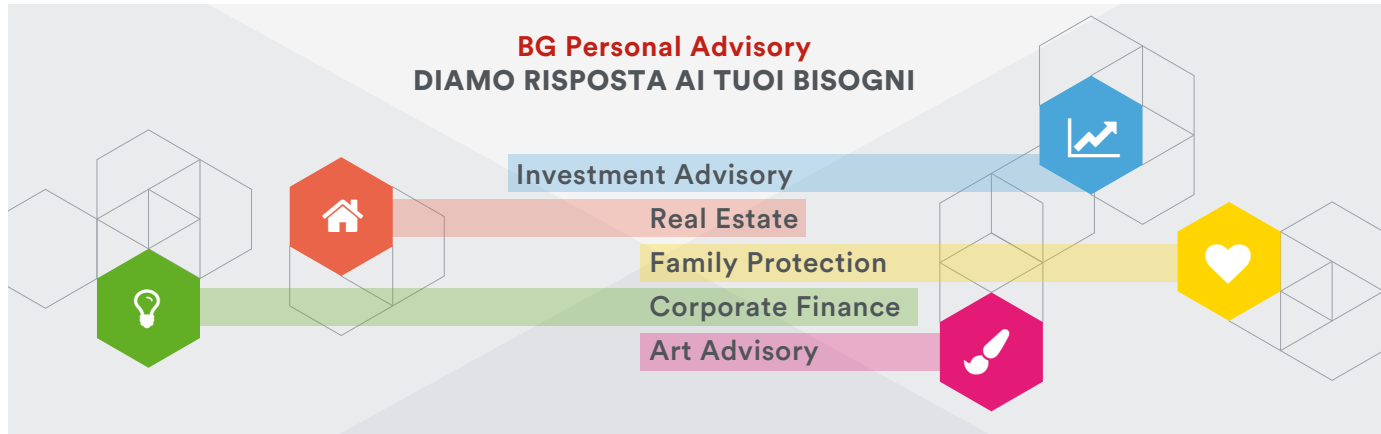 BG Personal Advisory
DIAMO RISPOSTA AI TUOI BISOGNI
Investment Advisory
Real Estate
Family Protection
Corporate Finance
Art Advisory